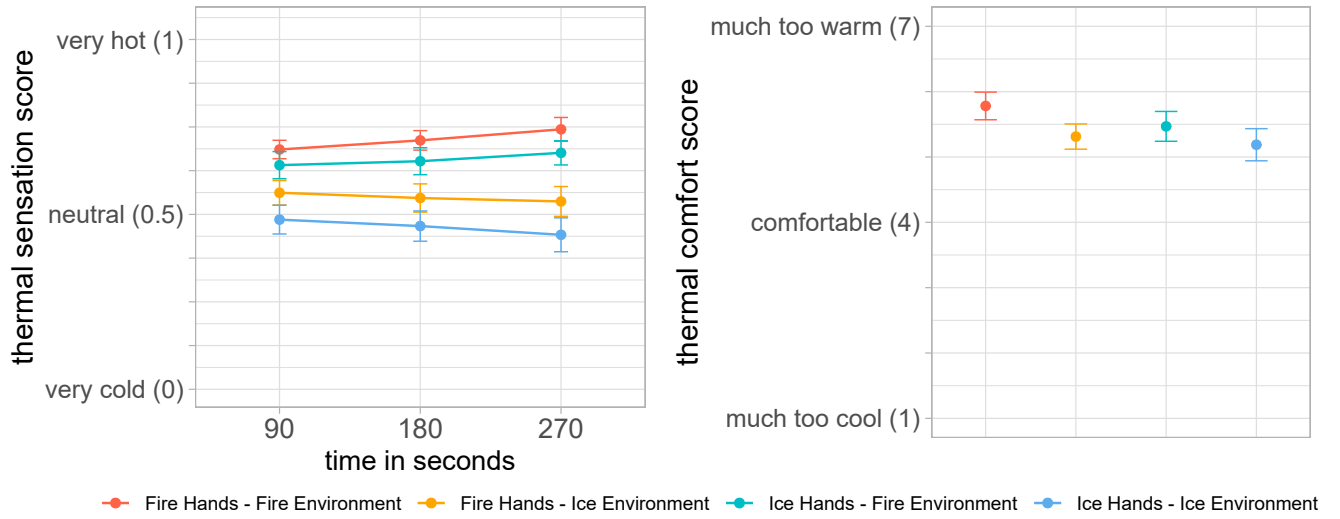 thermal sensation score
very hot (1)
neutral (0.5)
very cold (0)
90 180 270
time in seconds
thermal comfort score
much too warm (7)
comfortable (4)
much too cool (1)
Fire Hands - Fire Environment Fire Hands - Ice Environment Ice Hands - Fire Environment Ice Hands - Ice Environment